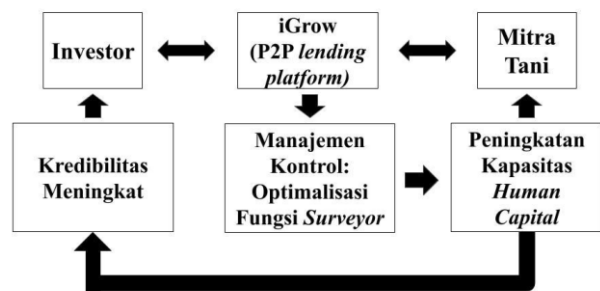 Investor
iGrow
(P2P lending
platform)
Mitra
Tani
Kredibilitas
Meningkat
Manajemen
Kontrol:
Optimalisasi
Fungsi Surveyor
Peningkatan
Kapasitas
Human
Capital